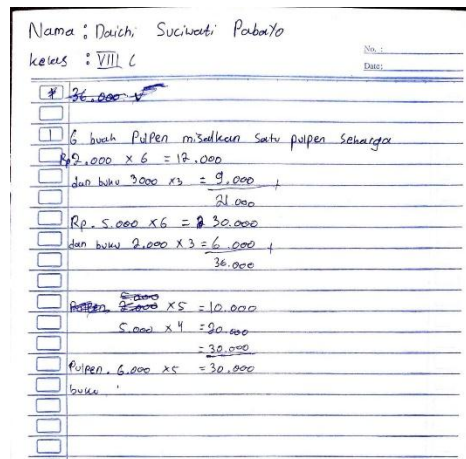 Nama : Daichi Suciwati Pabayo
kelas : VIII C
No. :
Date:
* 36.000
1 6 buah Pulpen misalkan satu pulpen seharga
Rp 2.000 × 6 = 12.000
dan buku 3000 ×3 = 9.000 +
21.000
Rp. 5.000 ×6 = 30.000
dan buku 2.000 × 3 = 6.000 +
36.000
×5 = 10.000
5.000 × 4 = 20.000
= 30.000
Pulpen. 6.000 ×5 = 30.000
buku :